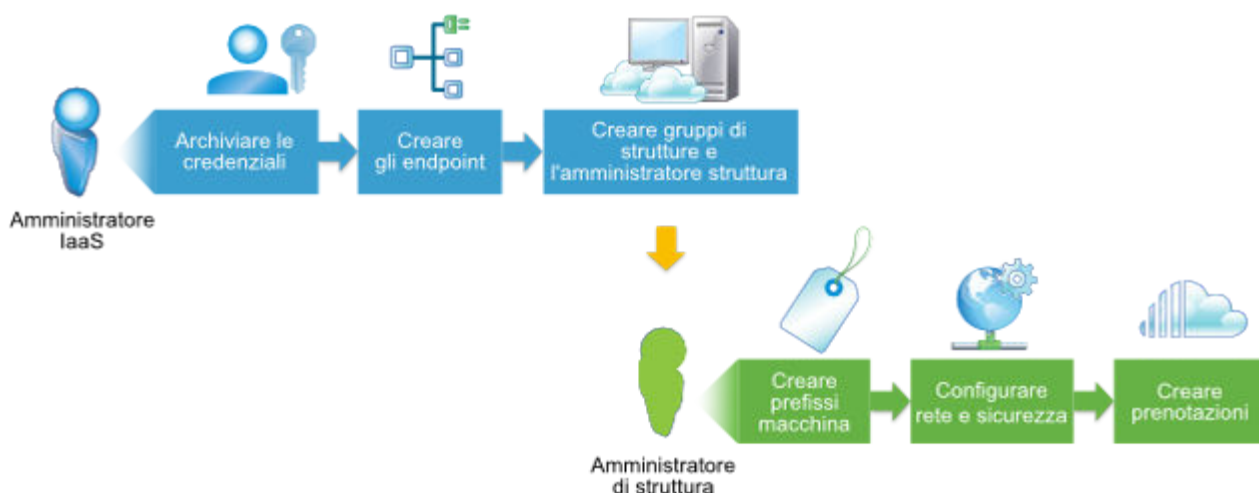 Archiviare le
credenziali
Creare
gli endpoint
Creare gruppi di
strutture e
l'amministratore struttura
Amministratore
IaaS
Creare
prefissi
macchina
Configurare
rete e sicurezza
Creare
prenotazioni
Amministratore
di struttura